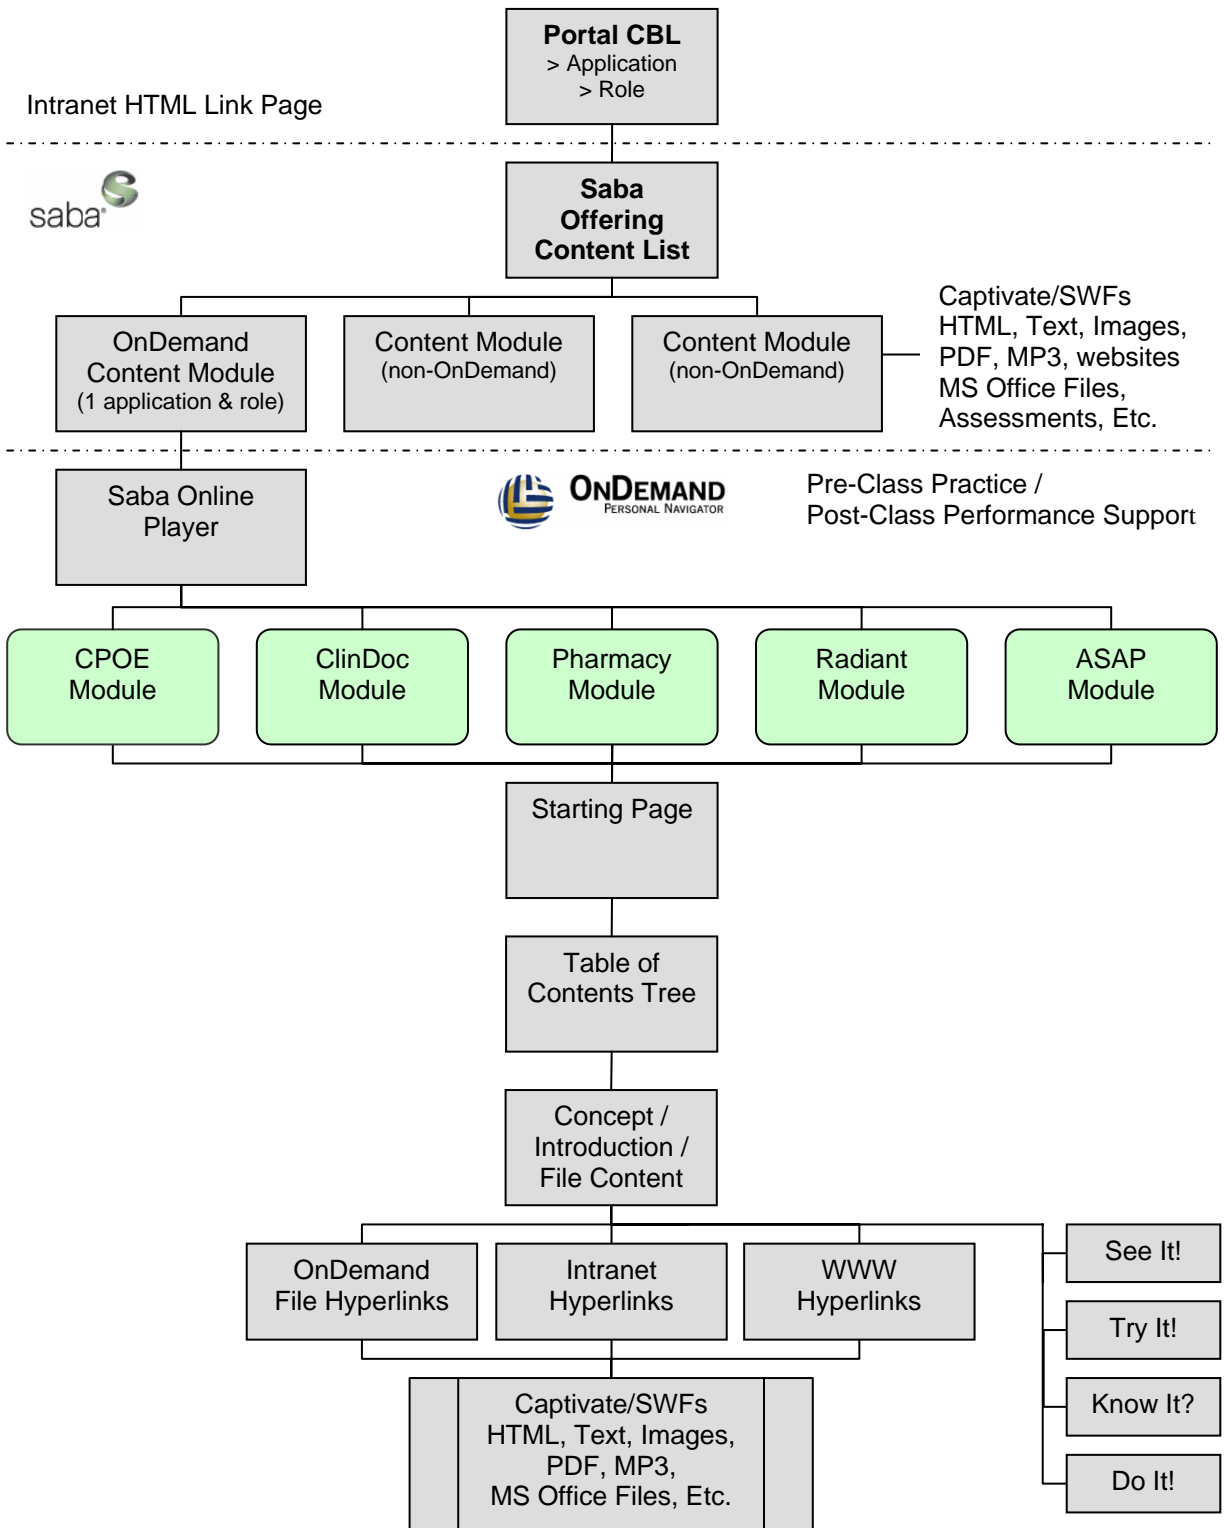 Portal CBL
> Application
> Role
Intranet HTML Link Page
saba
Saba
Offering
Content List
OnDemand
Content Module
(1 application & role)
Content Module
(non-OnDemand)
Content Module
(non-OnDemand)
Captivate/SWFs
HTML, Text, Images,
PDF, MP3, websites
MS Office Files,
Assessments, Etc.
Saba Online
Player
ONDEMAND
PERSONAL NAVIGATOR
Pre-Class Practice /
Post-Class Performance Support
CPOE
Module
ClinDoc
Module
Pharmacy
Module
Radiant
Module
ASAP
Module
Starting Page
Table of
Contents Tree
Concept /
Introduction /
File Content
OnDemand
File Hyperlinks
Intranet
Hyperlinks
WWW
Hyperlinks
See It!
Try It!
Know It?
Do It!
Captivate/SWFs
HTML, Text, Images,
PDF, MP3,
MS Office Files, Etc.